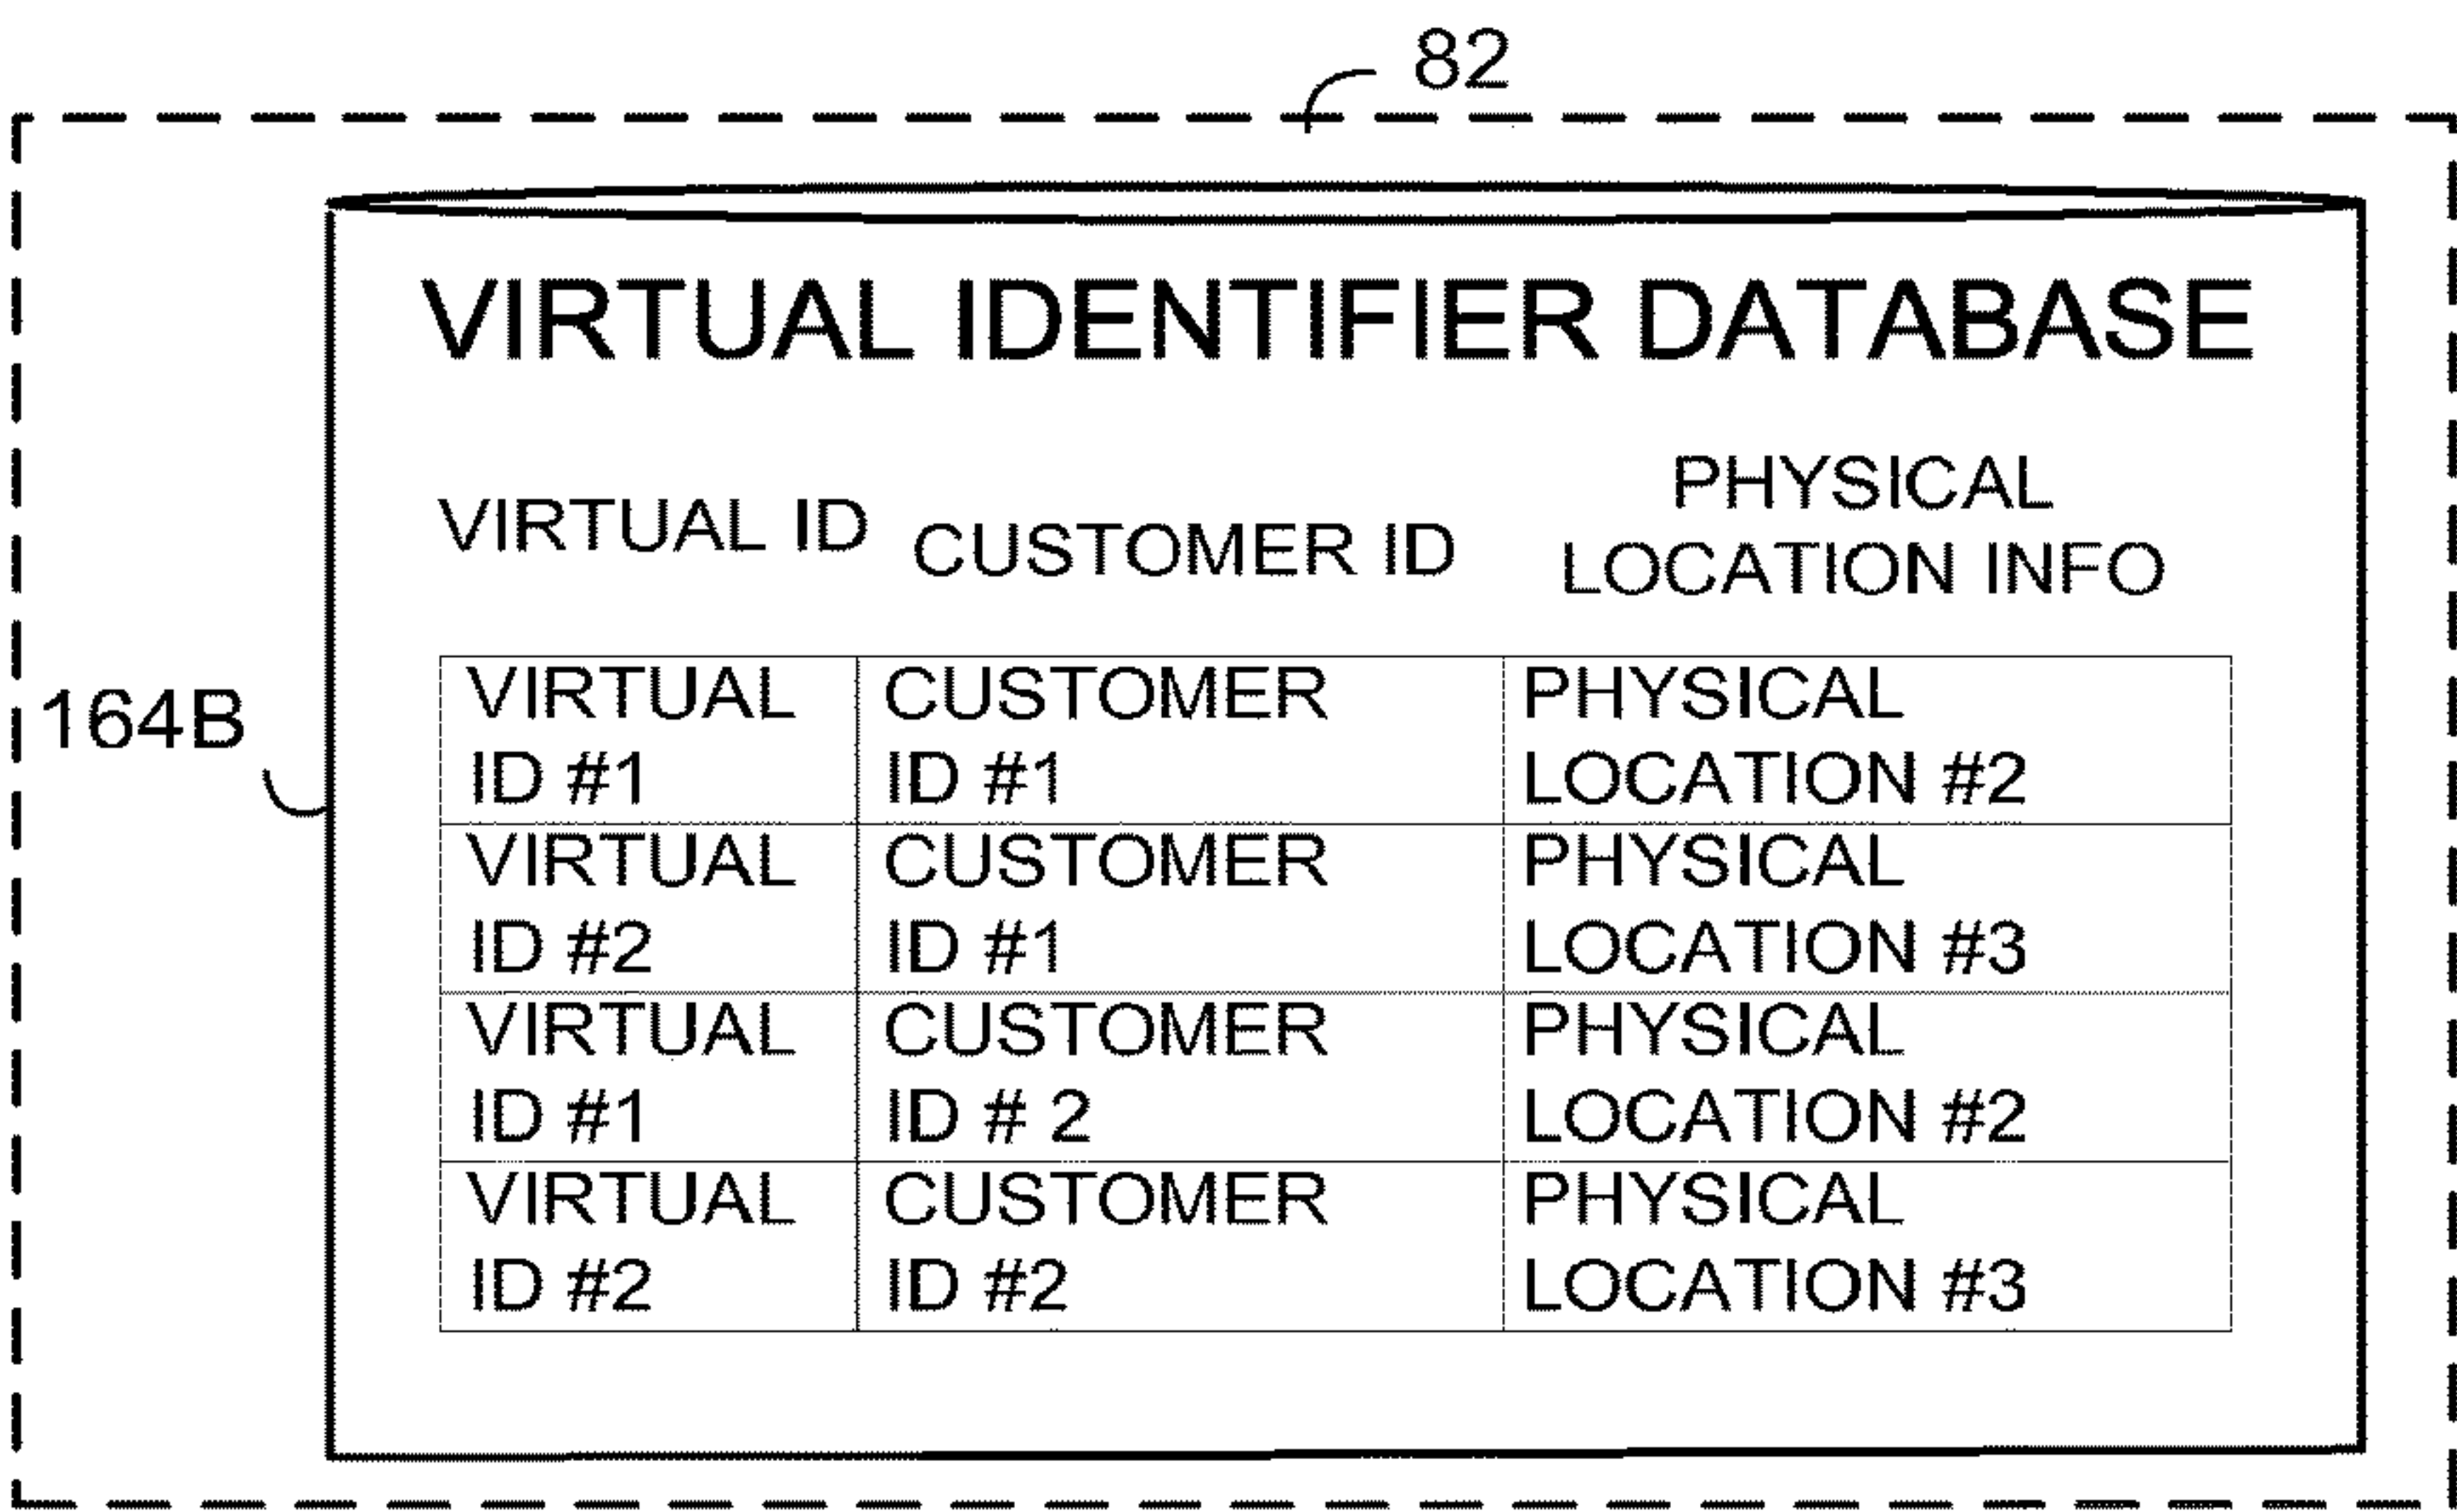 82
VIRTUAL IDENTIFIER DATABASE
VIRTUAL ID
CUSTOMER ID
PHYSICAL
LOCATION INFO
164B
VIRTUAL
ID #1
CUSTOMER
ID #1
PHYSICAL
LOCATION #2
VIRTUAL
ID #2
CUSTOMER
ID #1
PHYSICAL
LOCATION #3
VIRTUAL
ID #1
CUSTOMER
ID # 2
PHYSICAL
LOCATION #2
VIRTUAL
ID #2
CUSTOMER
ID #2
PHYSICAL
LOCATION #3